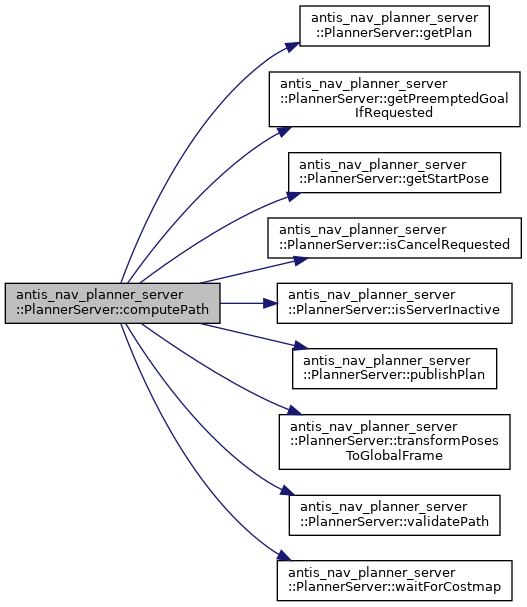 antis_nav_planner_server
::PlannerServer::getPlan
antis_nav_planner_server
::PlannerServer::getPreemptedGoal
IfRequested
antis_nav_planner_server
::PlannerServer::getStartPose
antis_nav_planner_server
::PlannerServer::isCancelRequested
antis_nav_planner_server
::PlannerServer::computePath
antis_nav_planner_server
::PlannerServer::isServerInactive
antis_nav_planner_server
::PlannerServer::publishPlan
antis_nav_planner_server
::PlannerServer::transformPoses
ToGlobalFrame
antis_nav_planner_server
::PlannerServer::validatePath
antis_nav_planner_server
::PlannerServer::waitForCostmap